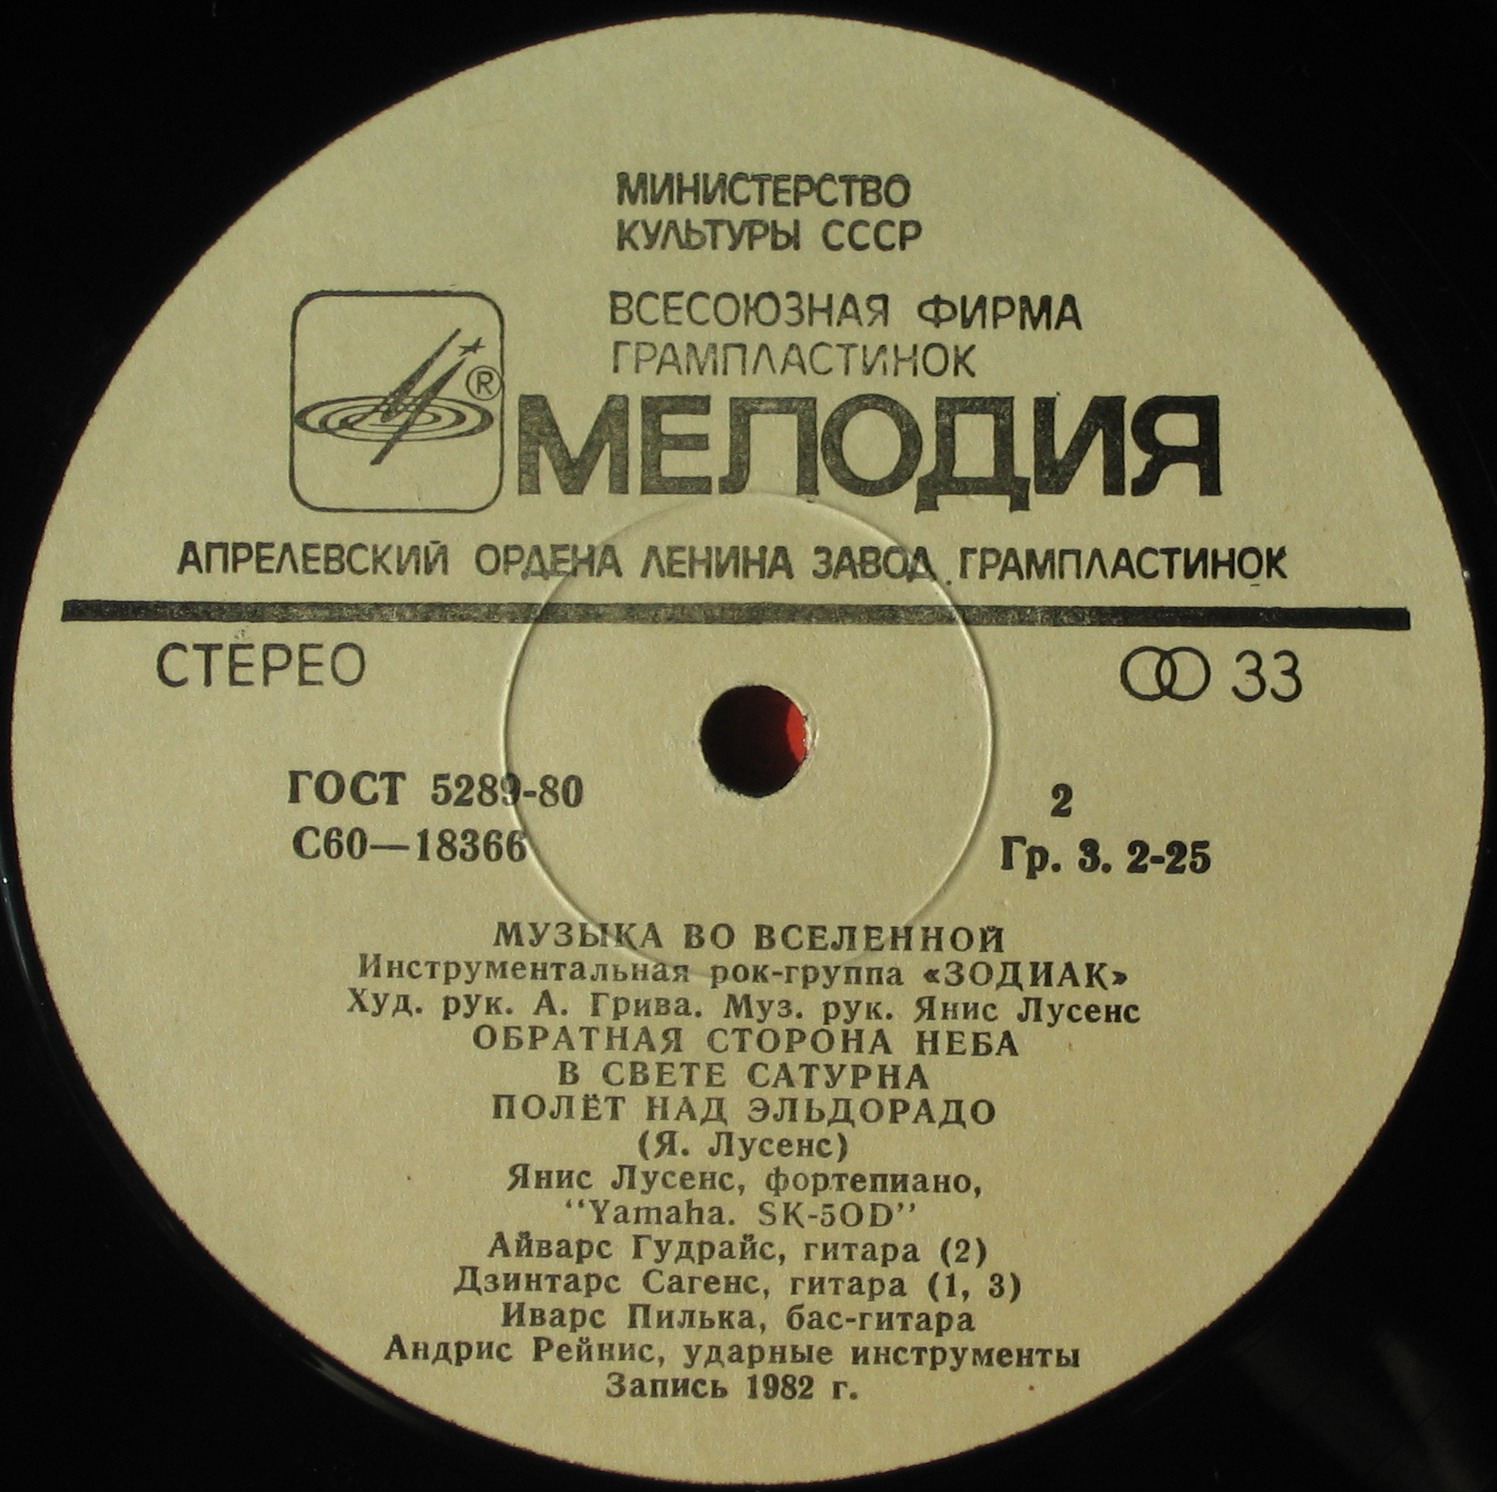 МИНИСТЕРСТВО
КУЛЬТУРЫ СССР
ВСЕСОЮЗНАЯ ФИРМА
ГРАМПЛАСТИНОК
®
МЕЛОДИЯ
АПРЕЛЕВСКИЙ ОРДЕНА ЛЕНИНА ЗАВОД ГРАМПЛАСТИНОК
СТЕРЕО
33
ГОСТ 5289-80
2
С60—18366
Гр. 3. 2-25
МУЗЫКА ВО ВСЕЛЕННОЙ
Инструментальная рок-группа «ЗОДИАК»
Худ. рук. А. Грива. Муз. рук. Янис Лусенс
ОБРАТНАЯ СТОРОНА НЕБА
В СВЕТЕ САТУРНА
ПОЛЁТ НАД ЭЛЬДОРАДО
(Я. Лусенс)
Янис Лусенс, фортепиано,
“Yamaha. SK-5OD”
Айварс Гудрайс, гитара (2)
Дзинтарс Сагенс, гитара (1, 3)
Иварс Пилька, бас-гитара
Андрис Рейнис, ударные инструменты
Запись 1982 г.